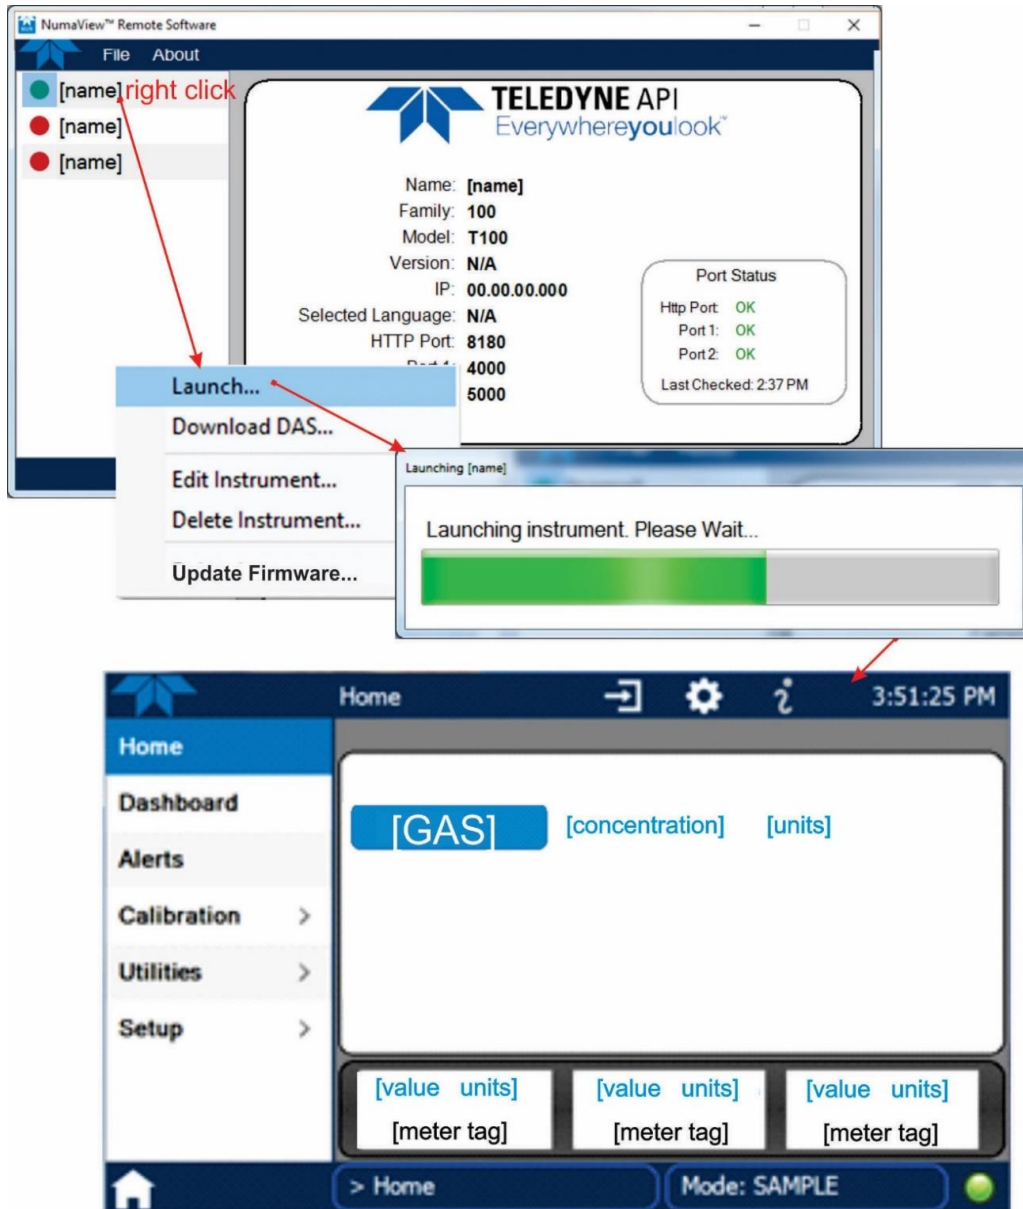 NumaView™ Remote Software
File About
[name] right click
[name]
[name]
TELEDYNE API
Everywhereyoulook™
Name: [name]
Family: 100
Model: T100
Version: N/A
IP: 00.00.00.000
Selected Language: N/A
HTTP Port: 8180
4000
5000
Port Status
Http Port: OK
Port 1: OK
Port 2: OK
Last Checked: 2:37 PM
Launch...
Download DAS...
Edit Instrument...
Delete Instrument...
Update Firmware...
Launching [name]
Launching instrument. Please Wait...
Home 3:51:25 PM
Home
Dashboard
Alerts
Calibration >
Utilities >
Setup >
[GAS] [concentration] [units]
[value units] [value units] [value units]
[meter tag] [meter tag] [meter tag]
> Home Mode: SAMPLE